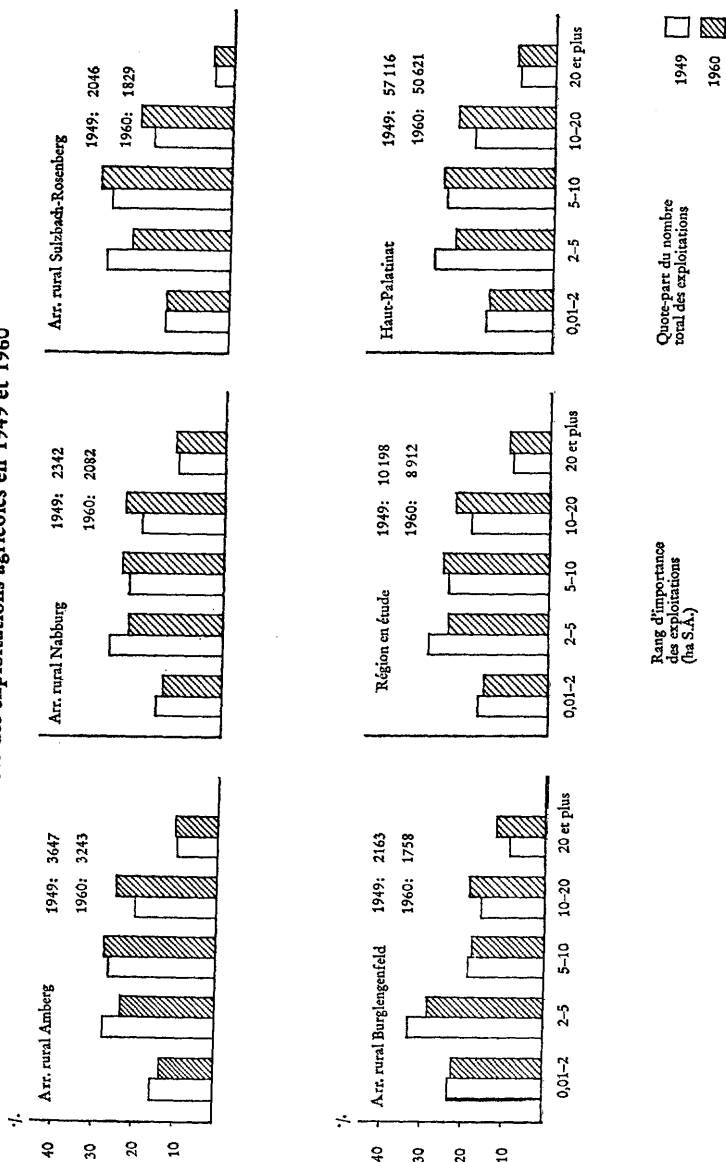 des exploitations agricoles en 1949 et 1960
%
40
30
20
10
Arr. rural Amberg
1949: 3647
1960: 3243
Arr. rural Nabburg
1949: 2342
1960: 2082
Arr. rural Sulzbach-Rosenberg
1949: 2046
1960: 1829
%
40
30
20
10
Arr. rural Burglengenfeld
1949: 2163
1960: 1758
0,01–2 2–5 5–10 10–20 20 et plus
Région en étude
1949: 10 198
1960: 8 912
0,01–2 2–5 5–10 10–20 20 et plus
Haut-Palatinat
1949: 57 116
1960: 50 621
0,01–2 2–5 5–10 10–20 20 et plus
Rang d'importance
des exploitations
(ha S.A.)
Quote-part du nombre
total des exploitations
1949
1960